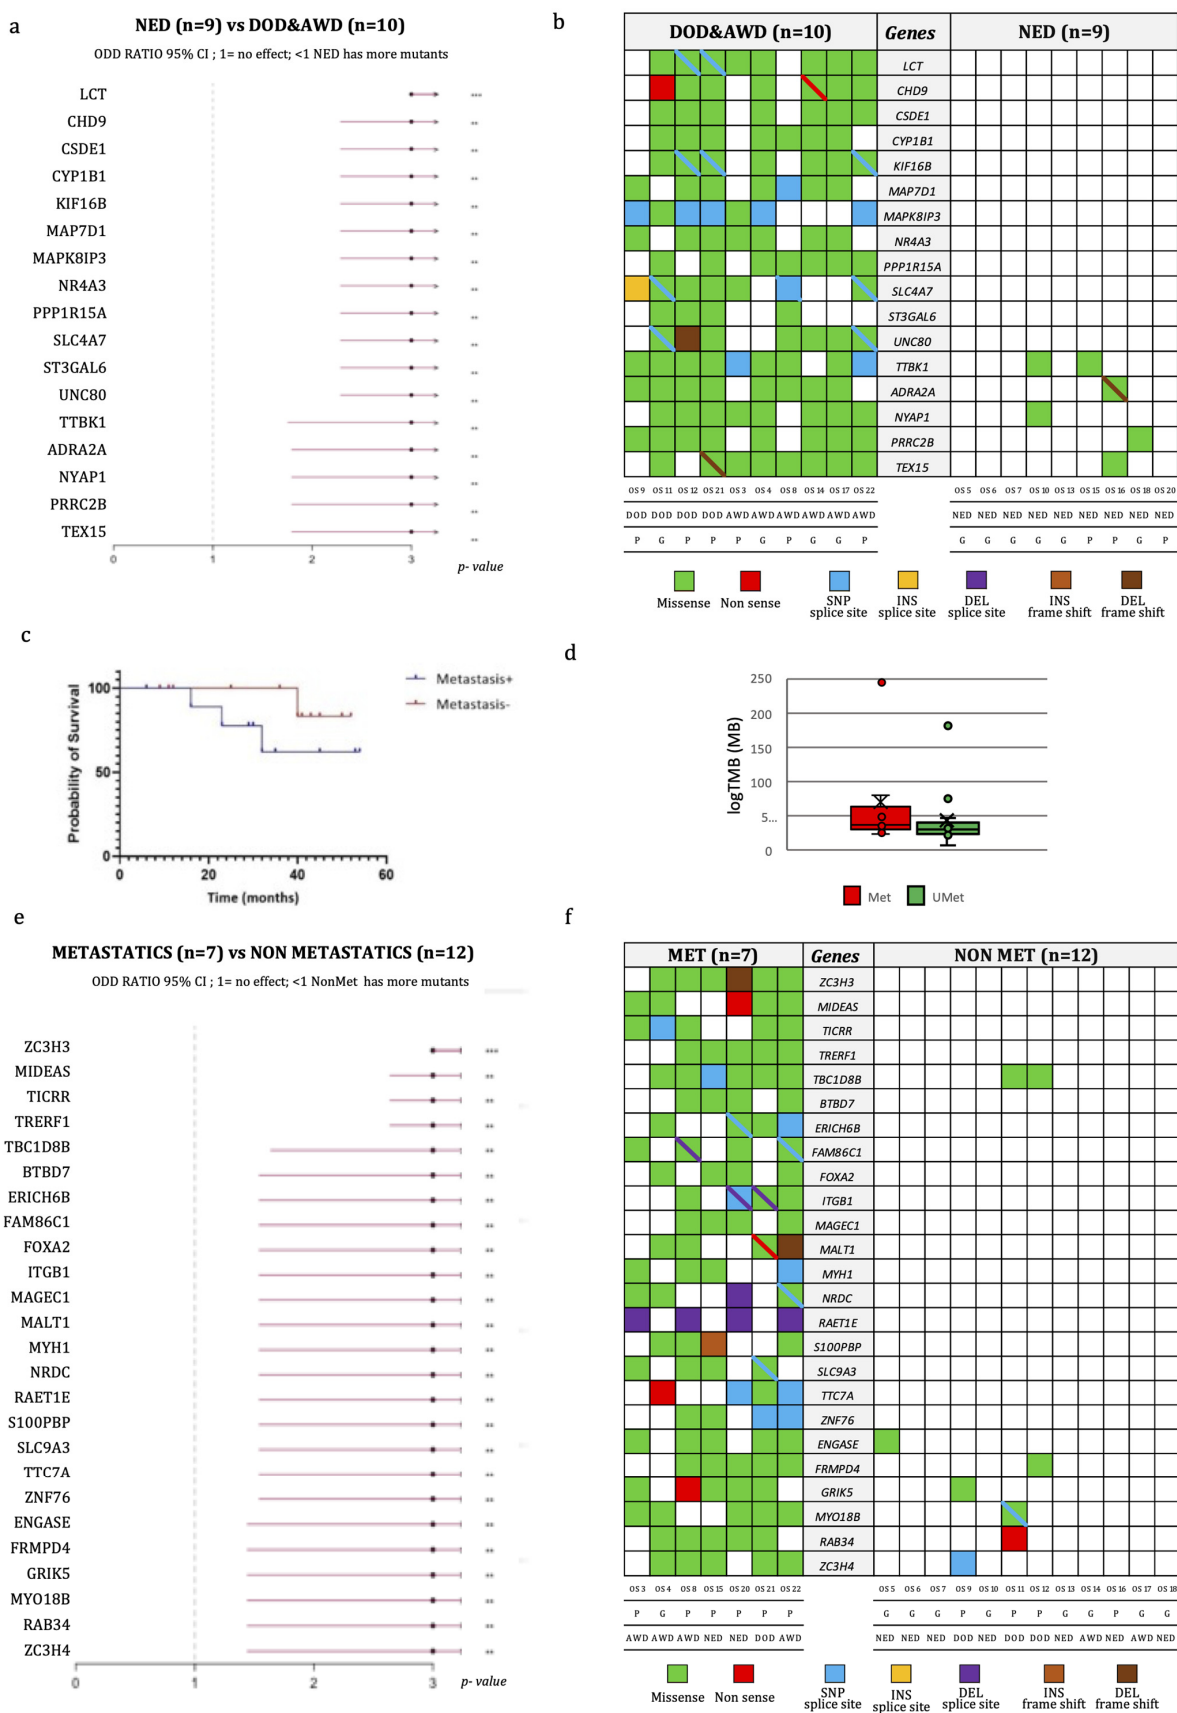 a
NED (n=9) vs DOD&AWD (n=10)
ODD RATIO 95% CI ; 1= no effect; <1 NED has more mutants
LCT ***
CHD9 **
CSDE1 **
CYP1B1 **
KIF16B **
MAP7D1 **
MAPK8IP3 **
NR4A3 **
PPP1R15A **
SLC4A7 **
ST3GAL6 **
UNC80 **
TTBK1 **
ADRA2A **
NYAP1 **
PRRC2B **
TEX15 **
0 1 2 3
p- value
b
DOD&AWD (n=10) Genes NED (n=9)
LCT
CHD9
CSDE1
CYP1B1
KIF16B
MAP7D1
MAPK8IP3
NR4A3
PPP1R15A
SLC4A7
ST3GAL6
UNC80
TTBK1
ADRA2A
NYAP1
PRRC2B
TEX15
OS 9 OS 11 OS 12 OS 21 OS 3 OS 4 OS 8 OS 14 OS 17 OS 22 OS 5 OS 6 OS 7 OS 10 OS 13 OS 15 OS 16 OS 18 OS 20
DOD DOD DOD DOD AWD AWD AWD AWD AWD AWD NED NED NED NED NED NED NED NED NED
P G P P P G P G G P G G G G G P G G P
Missense Non sense SNP splice site INS splice site DEL splice site INS frame shift DEL frame shift
c
Metastasis+
Metastasis-
Probability of Survival
100
50
0
0 20 40 60
Time (months)
d
logTMB (MB)
250
200
150
100
5...
0
Met UMet
e
METASTATICS (n=7) vs NON METASTATICS (n=12)
ODD RATIO 95% CI ; 1= no effect; <1 NonMet has more mutants
ZC3H3 ***
MIDEAS **
TICRR **
TRERF1 **
TBC1D8B **
BTBD7 **
ERICH6B **
FAM86C1 **
FOXA2 **
ITGB1 **
MAGEC1 **
MALT1 **
MYH1 **
NRDC **
RAET1E **
S100PBP **
SLC9A3 **
TTC7A **
ZNF76 **
ENGASE **
FRMPD4 **
GRIK5 **
MYO18B **
RAB34 **
ZC3H4 **
0 1 2 3
p- value
f
MET (n=7) Genes NON MET (n=12)
ZC3H3
MIDEAS
TICRR
TRERF1
TBC1D8B
BTBD7
ERICH6B
FAM86C1
FOXA2
ITGB1
MAGEC1
MALT1
MYH1
NRDC
RAET1E
S100PBP
SLC9A3
TTC7A
ZNF76
ENGASE
FRMPD4
GRIK5
MYO18B
RAB34
ZC3H4
OS 3 OS 4 OS 8 OS 15 OS 20 OS 21 OS 22 OS 5 OS 6 OS 7 OS 9 OS 10 OS 11 OS 12 OS 13 OS 14 OS 16 OS 17 OS 18
P G P P P P P G G G P G P P G G G G G
AWD AWD AWD NED NED DOD AWD NED NED NED DOD NED DOD DOD NED AWD NED AWD NED
Missense Non sense SNP splice site INS splice site DEL splice site INS frame shift DEL frame shift